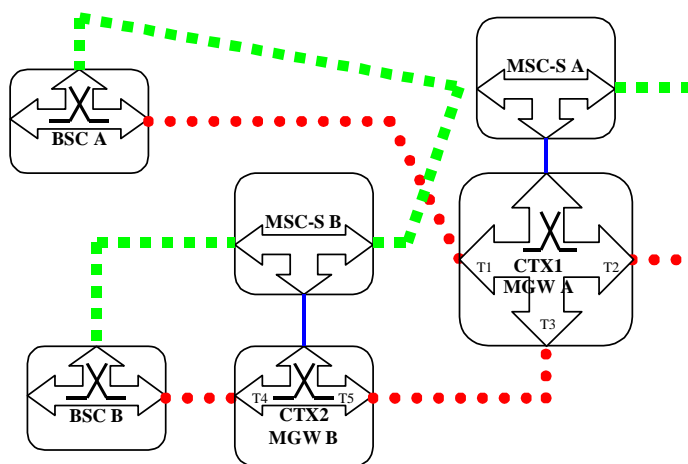 MSC-S A
BSC A
MSC-S B
T1
CTX1
T2
MGW A
T3
BSC B
T4
CTX2
T5
MGW B